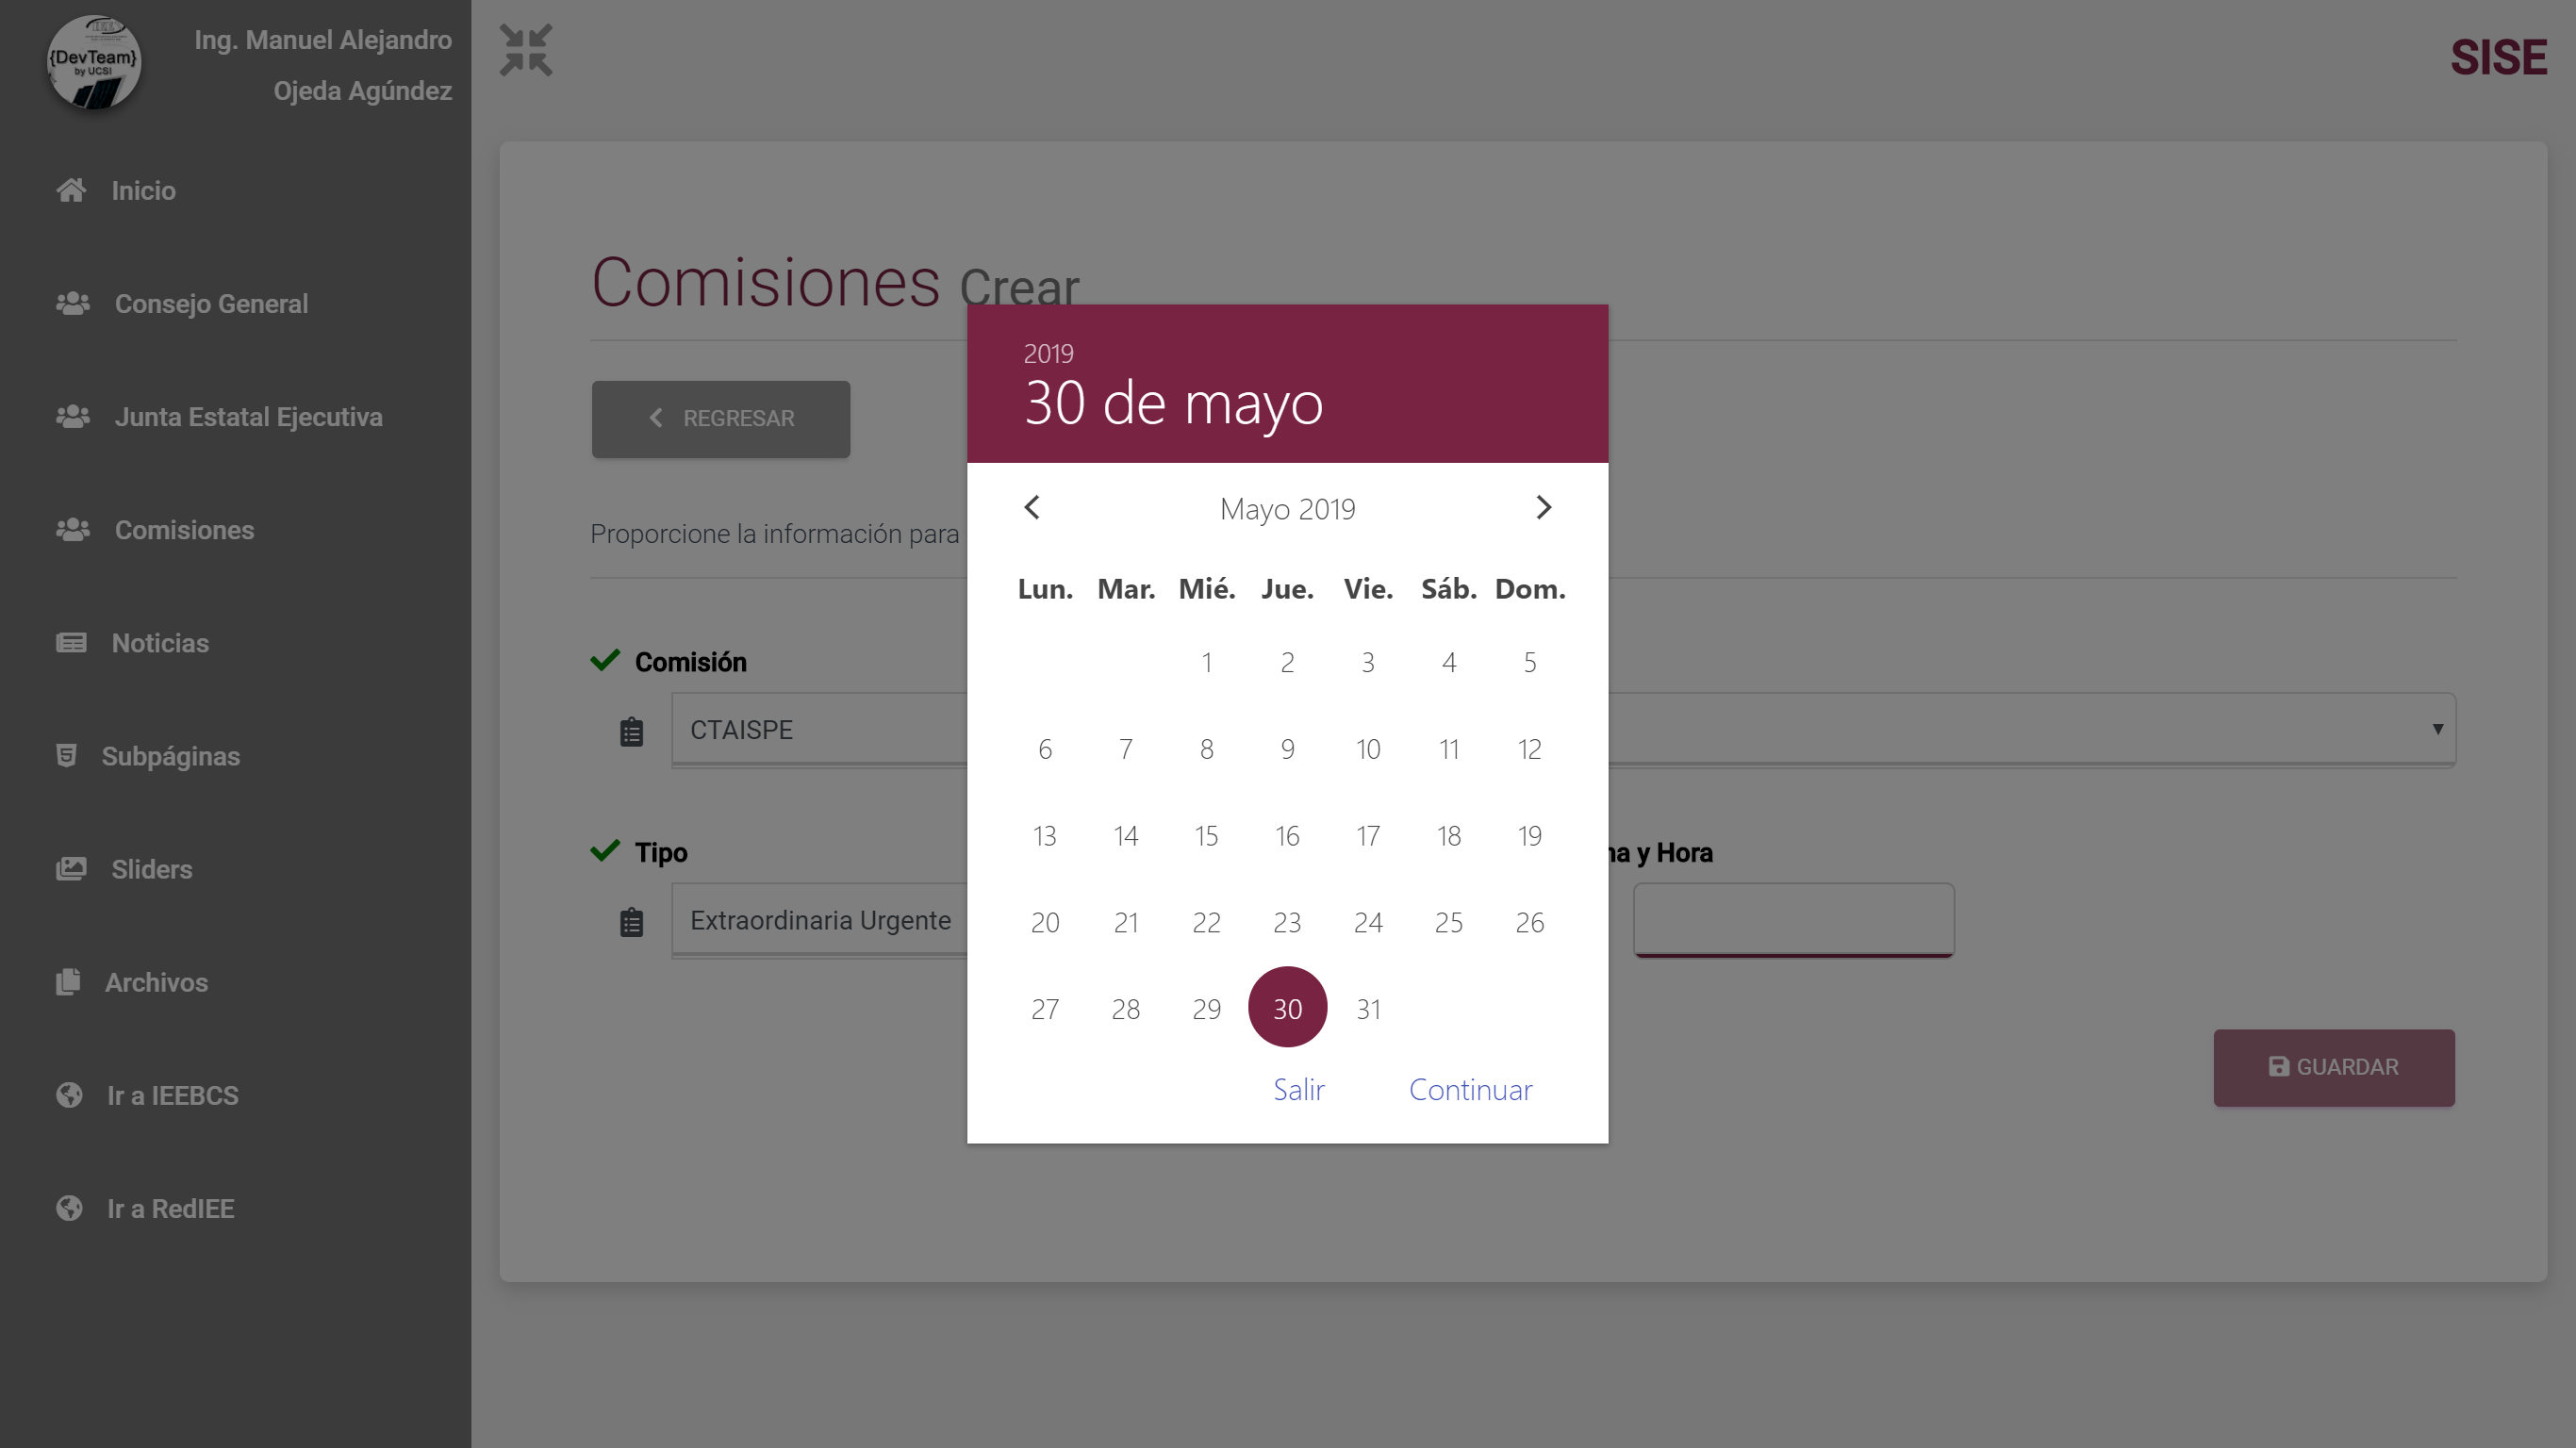 {DevTeam}
by UCSI
Ing. Manuel Alejandro
Ojeda Agúndez
Inicio
Consejo General
Junta Estatal Ejecutiva
Comisiones
Noticias
Subpáginas
Sliders
Archivos
Ir a IEEBCS
Ir a RedIEE
SISE
Comisiones Crear
REGRESAR
Proporcione la información para
Comisión
CTAISPE
Tipo
Extraordinaria Urgente
y Hora
GUARDAR
2019
30 de mayo
Mayo 2019
Lun. Mar. Mié. Jue. Vie. Sáb. Dom.
1 2 3 4 5
6 7 8 9 10 11 12
13 14 15 16 17 18 19
20 21 22 23 24 25 26
27 28 29 30 31
Salir Continuar